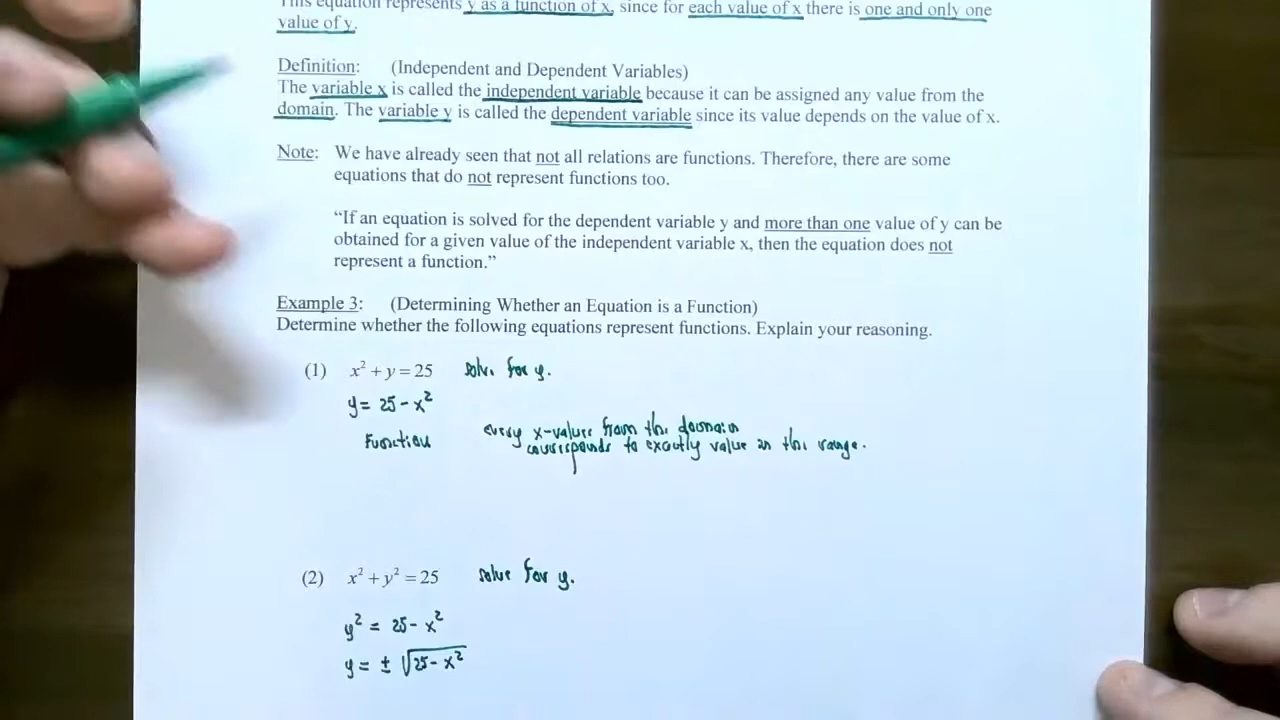 This equation represents y as a function of x, since for each value of x there is one and only one
value of y.
Definition: (Independent and Dependent Variables)
The variable x is called the independent variable because it can be assigned any value from the
domain. The variable y is called the dependent variable since its value depends on the value of x.
Note: We have already seen that not all relations are functions. Therefore, there are some
equations that do not represent functions too.
“If an equation is solved for the dependent variable y and more than one value of y can be
obtained for a given value of the independent variable x, then the equation does not
represent a function.”
Example 3: (Determining Whether an Equation is a Function)
Determine whether the following equations represent functions. Explain your reasoning.
(1) x² + y = 25 solve for y.
y = 25 - x²
Function every x-values from the domain
corresponds to exactly value in the range.
(2) x² + y² = 25 solve for y.
y² = 25 - x²
y = ± √25 - x²